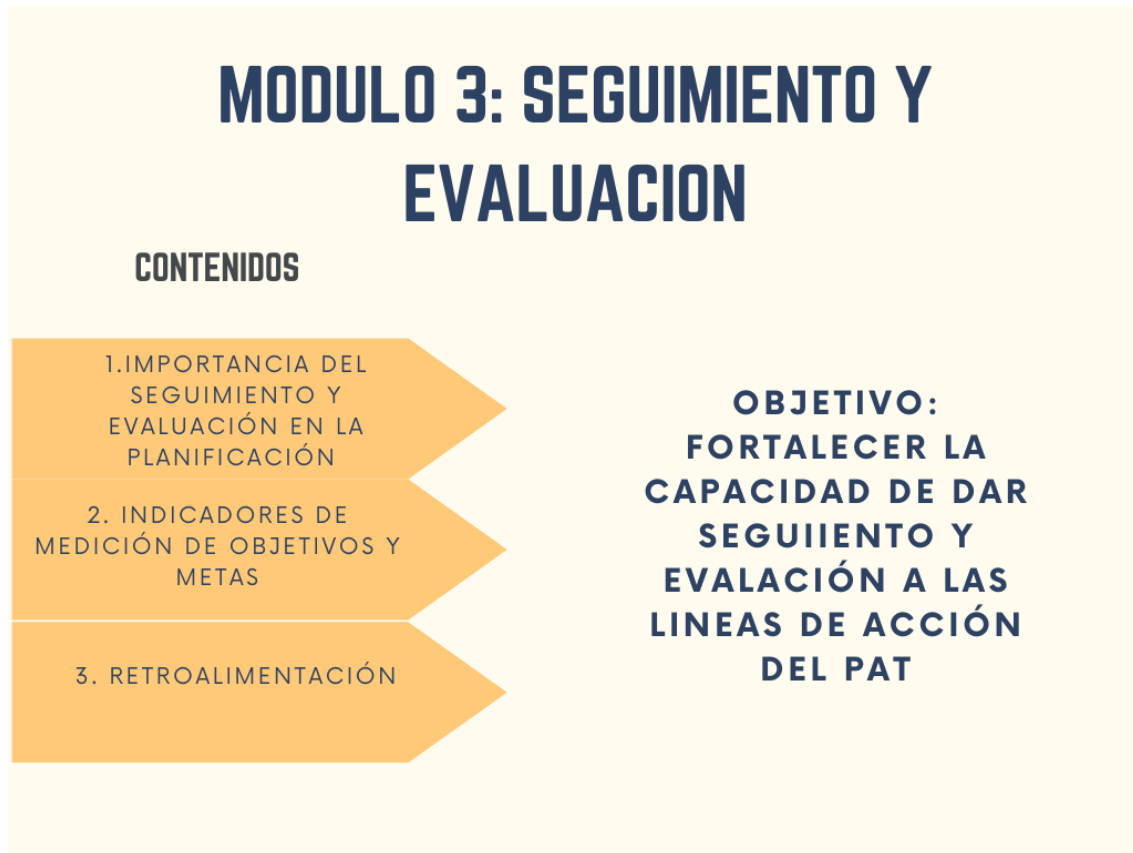 MODULO 3: SEGUIMIENTO Y
EVALUACION
CONTENIDOS
1.IMPORTANCIA DEL
SEGUIMIENTO Y
EVALUACIÓN EN LA
PLANIFICACIÓN
2. INDICADORES DE
MEDICIÓN DE OBJETIVOS Y
METAS
3. RETROALIMENTACIÓN
OBJETIVO:
FORTALECER LA
CAPACIDAD DE DAR
SEGUIIENTO Y
EVALACIÓN A LAS
LINEAS DE ACCIÓN
DEL PAT